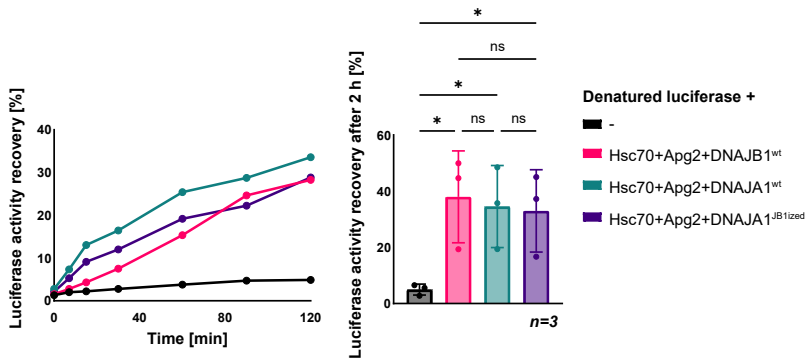 Luciferase activity recovery [%]
40
30
20
10
0
0
40
80
120
Time [min]
Luciferase activity recovery after 2 h [%]
60
40
20
0
*
ns
*
*
ns
ns
n=3
Denatured luciferase +
-
Hsc70+Apg2+DNAJB1wt
Hsc70+Apg2+DNAJA1wt
Hsc70+Apg2+DNAJA1JB1ized